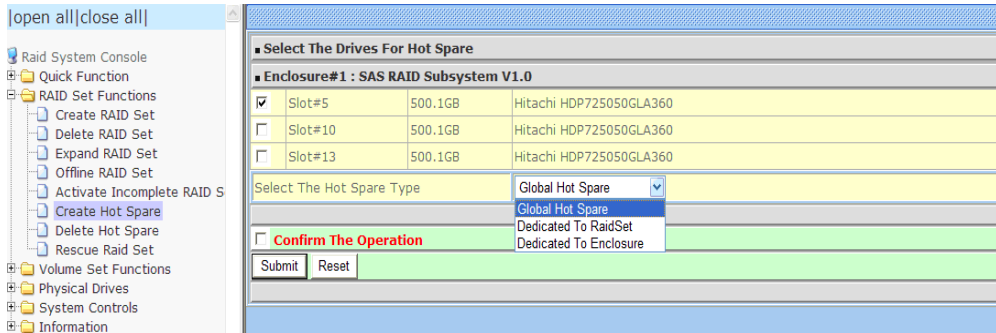 |open all|close all|
Raid System Console
Quick Function
RAID Set Functions
Create RAID Set
Delete RAID Set
Expand RAID Set
Offline RAID Set
Activate Incomplete RAID S
Create Hot Spare
Delete Hot Spare
Rescue Raid Set
Volume Set Functions
Physical Drives
System Controls
Information
Select The Drives For Hot Spare
Enclosure#1 : SAS RAID Subsystem V1.0
Slot#5 500.1GB Hitachi HDP725050GLA360
Slot#10 500.1GB Hitachi HDP725050GLA360
Slot#13 500.1GB Hitachi HDP725050GLA360
Select The Hot Spare Type Global Hot Spare
Global Hot Spare
Dedicated To RaidSet
Dedicated To Enclosure
Confirm The Operation
Submit Reset